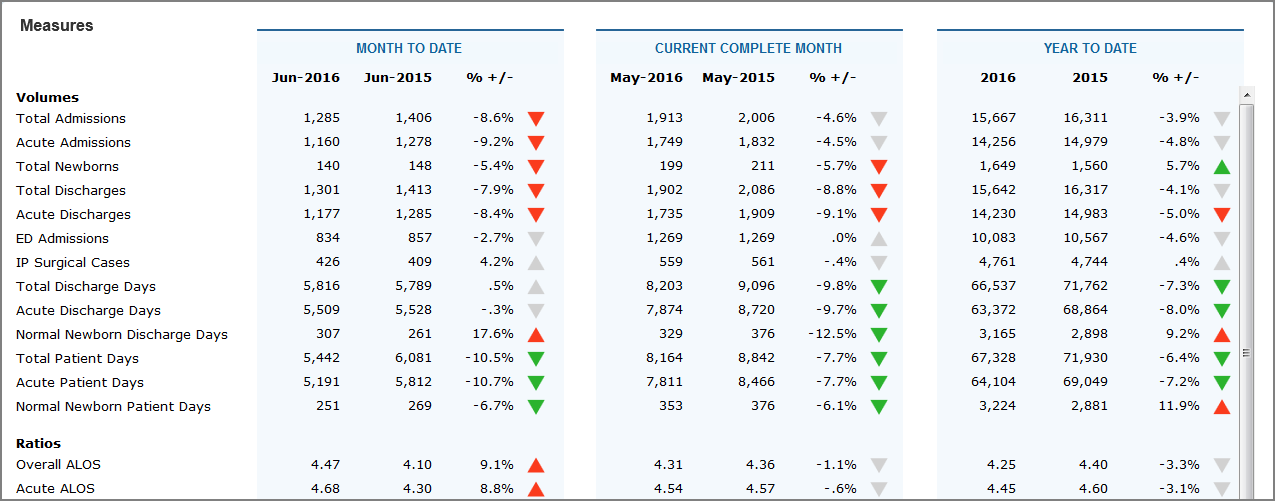 Measures
MONTH TO DATE CURRENT COMPLETE MONTH YEAR TO DATE
Jun-2016 Jun-2015 % +/- May-2016 May-2015 % +/- 2016 2015 % +/-
Volumes
Total Admissions 1,285 1,406 -8.6% 1,913 2,006 -4.6% 15,667 16,311 -3.9%
Acute Admissions 1,160 1,278 -9.2% 1,749 1,832 -4.5% 14,256 14,979 -4.8%
Total Newborns 140 148 -5.4% 199 211 -5.7% 1,649 1,560 5.7%
Total Discharges 1,301 1,413 -7.9% 1,902 2,086 -8.8% 15,642 16,317 -4.1%
Acute Discharges 1,177 1,285 -8.4% 1,735 1,909 -9.1% 14,230 14,983 -5.0%
ED Admissions 834 857 -2.7% 1,269 1,269 .0% 10,083 10,567 -4.6%
IP Surgical Cases 426 409 4.2% 559 561 -.4% 4,761 4,744 .4%
Total Discharge Days 5,816 5,789 .5% 8,203 9,096 -9.8% 66,537 71,762 -7.3%
Acute Discharge Days 5,509 5,528 -.3% 7,874 8,720 -9.7% 63,372 68,864 -8.0%
Normal Newborn Discharge Days 307 261 17.6% 329 376 -12.5% 3,165 2,898 9.2%
Total Patient Days 5,442 6,081 -10.5% 8,164 8,842 -7.7% 67,328 71,930 -6.4%
Acute Patient Days 5,191 5,812 -10.7% 7,811 8,466 -7.7% 64,104 69,049 -7.2%
Normal Newborn Patient Days 251 269 -6.7% 353 376 -6.1% 3,224 2,881 11.9%
Ratios
Overall ALOS 4.47 4.10 9.1% 4.31 4.36 -1.1% 4.25 4.40 -3.3%
Acute ALOS 4.68 4.30 8.8% 4.54 4.57 -.6% 4.45 4.60 -3.1%